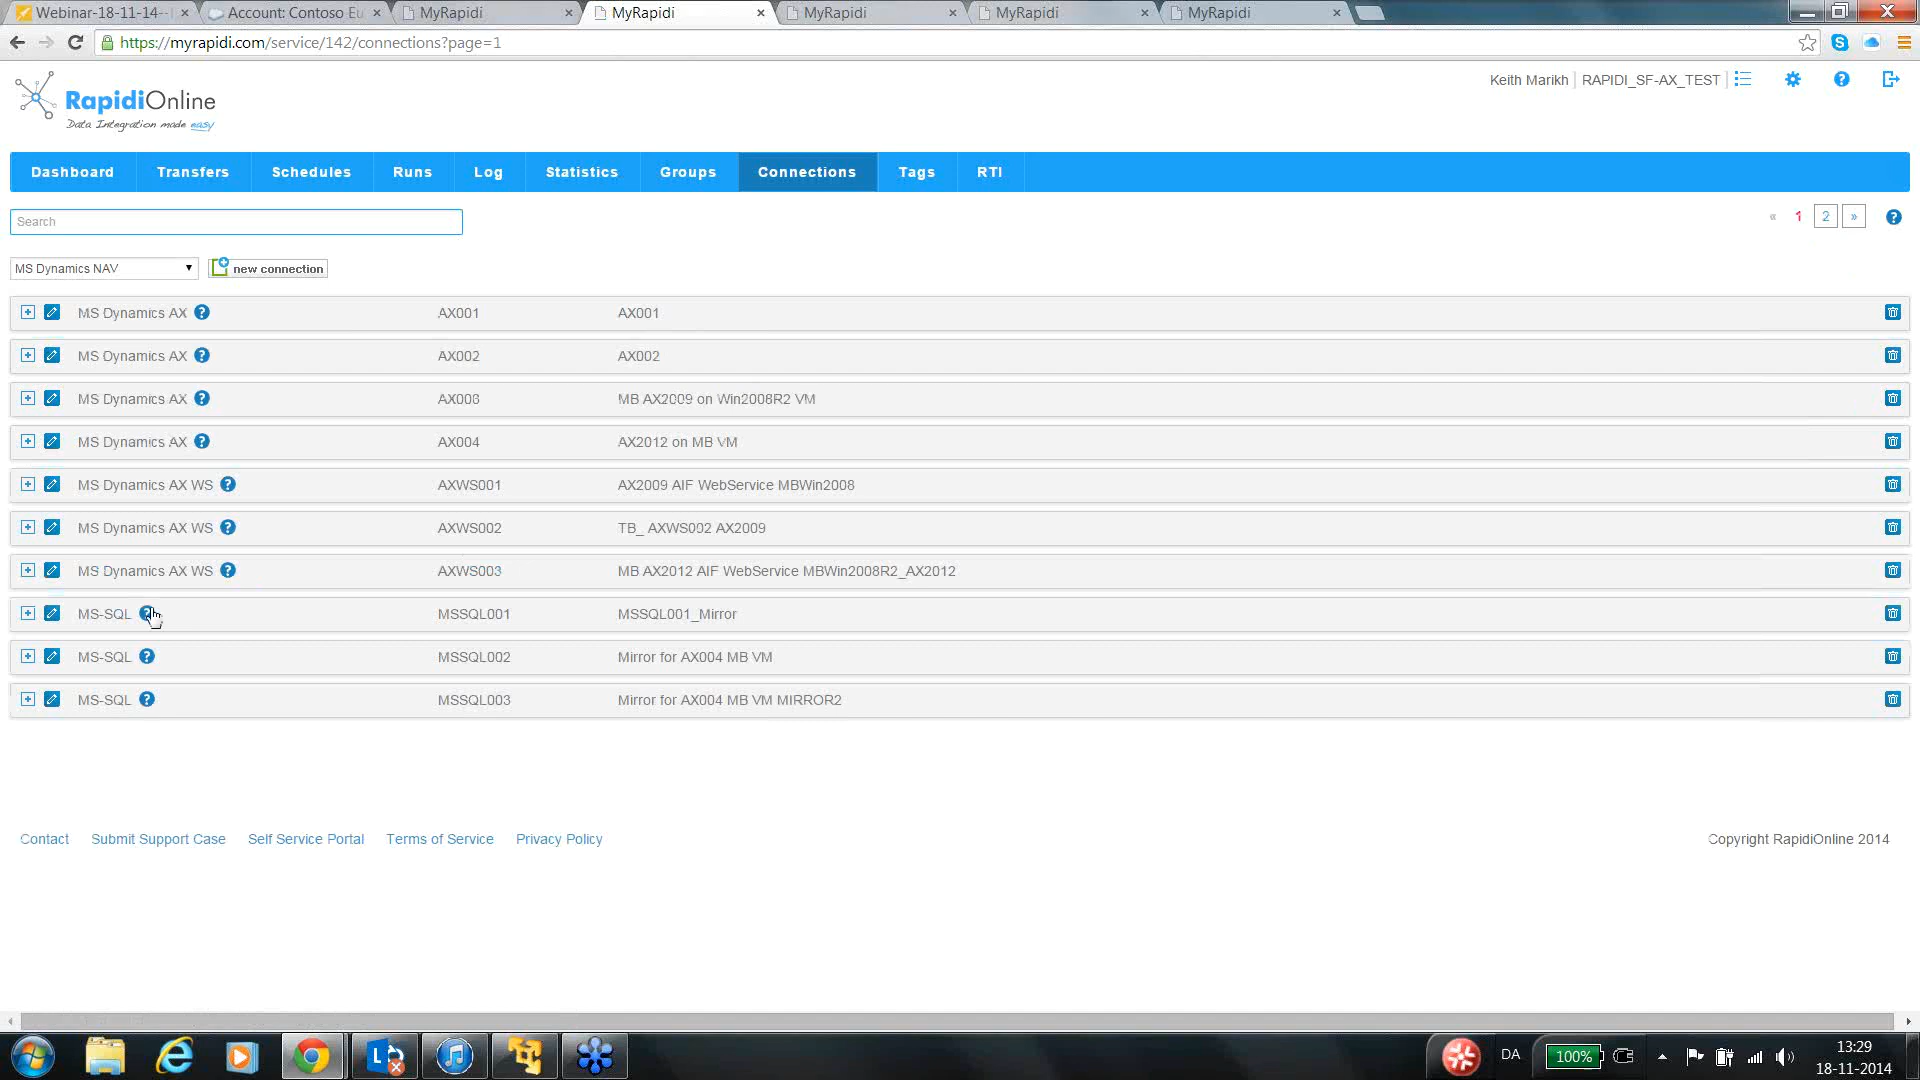 Webinar-18-11-14--
Account: Contoso Eu
MyRapidi
MyRapidi
MyRapidi
MyRapidi
MyRapidi
https://myrapidi.com/service/142/connections?page=1
RapidiOnline
Data Integration made easy
Keith Marikh
RAPIDI_SF-AX_TEST
Dashboard Transfers Schedules Runs Log Statistics Groups Connections Tags RTI
Search
« 1 2 »
MS Dynamics NAV
new connection
MS Dynamics AX AX001 AX001
MS Dynamics AX AX002 AX002
MS Dynamics AX AX008 MB AX2009 on Win2008R2 VM
MS Dynamics AX AX004 AX2012 on MB VM
MS Dynamics AX WS AXWS001 AX2009 AIF WebService MBWin2008
MS Dynamics AX WS AXWS002 TB_ AXWS002 AX2009
MS Dynamics AX WS AXWS003 MB AX2012 AIF WebService MBWin2008R2_AX2012
MS-SQL MSSQL001 MSSQL001_Mirror
MS-SQL MSSQL002 Mirror for AX004 MB VM
MS-SQL MSSQL003 Mirror for AX004 MB VM MIRROR2
Contact Submit Support Case Self Service Portal Terms of Service Privacy Policy
Copyright RapidiOnline 2014
DA
100%
13:29
18-11-2014